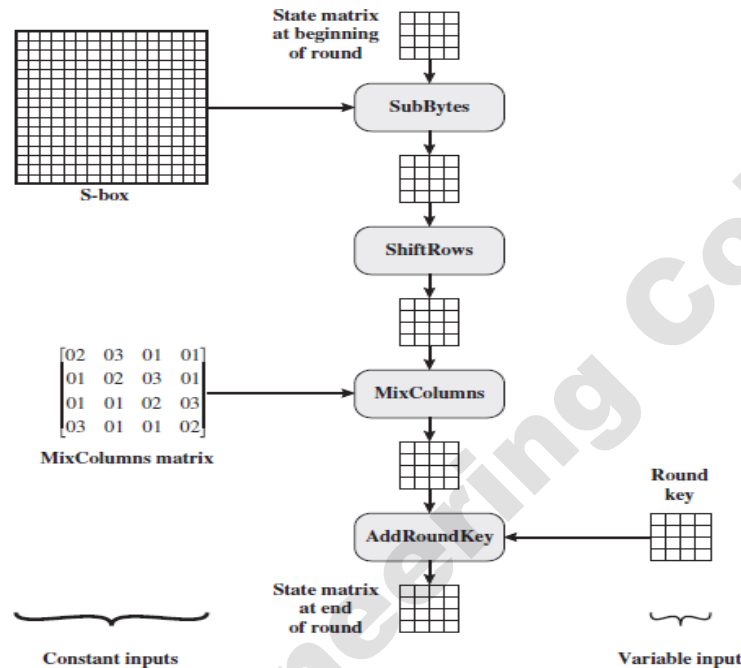 State matrix
at beginning
of round
SubBytes
S-box
ShiftRows
02 03 01 01
01 02 03 01
01 01 02 03
03 01 01 02
MixColumns matrix
MixColumns
Round
key
AddRoundKey
State matrix
at end
of round
Constant inputs
Variable input
neering Co